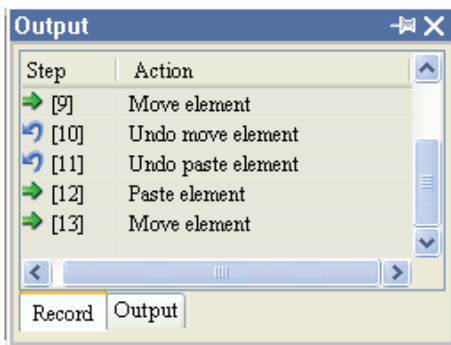 Output
Step Action
[9] Move element
[10] Undo move element
[11] Undo paste element
[12] Paste element
[13] Move element
Record Output